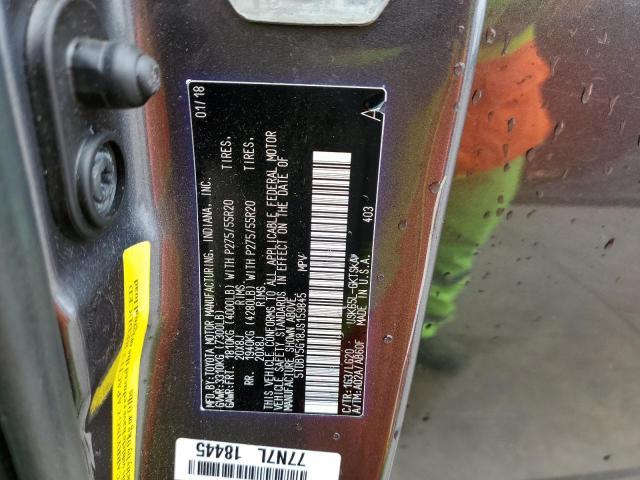 MFD.BY:TOYOTA MOTOR MANUFACTURING, INDIANA, INC. 01/18
GVWR:3310KG (7300LB)
GAWR:FRT. 1810KG (4000LB) WITH P275/55R20 TIRES,
20X8J RIMS,
RR. 1940KG (4280LB) WITH P275/55R20 TIRES,
20X8J RIMS.
THIS VEHICLE CONFORMS TO ALL APPLICABLE FEDERAL MOTOR
VEHICLE SAFETY STANDARDS IN EFFECT ON THE DATE OF
MANUFACTURE SHOWN ABOVE.
5TDBY5G18JS159845 MPV
A
C/TR:1G3/LG20 403
A/TM:A02A/AB60F
USK65L-GKTSKA
MADE IN U.S.A.
77N7L 18445